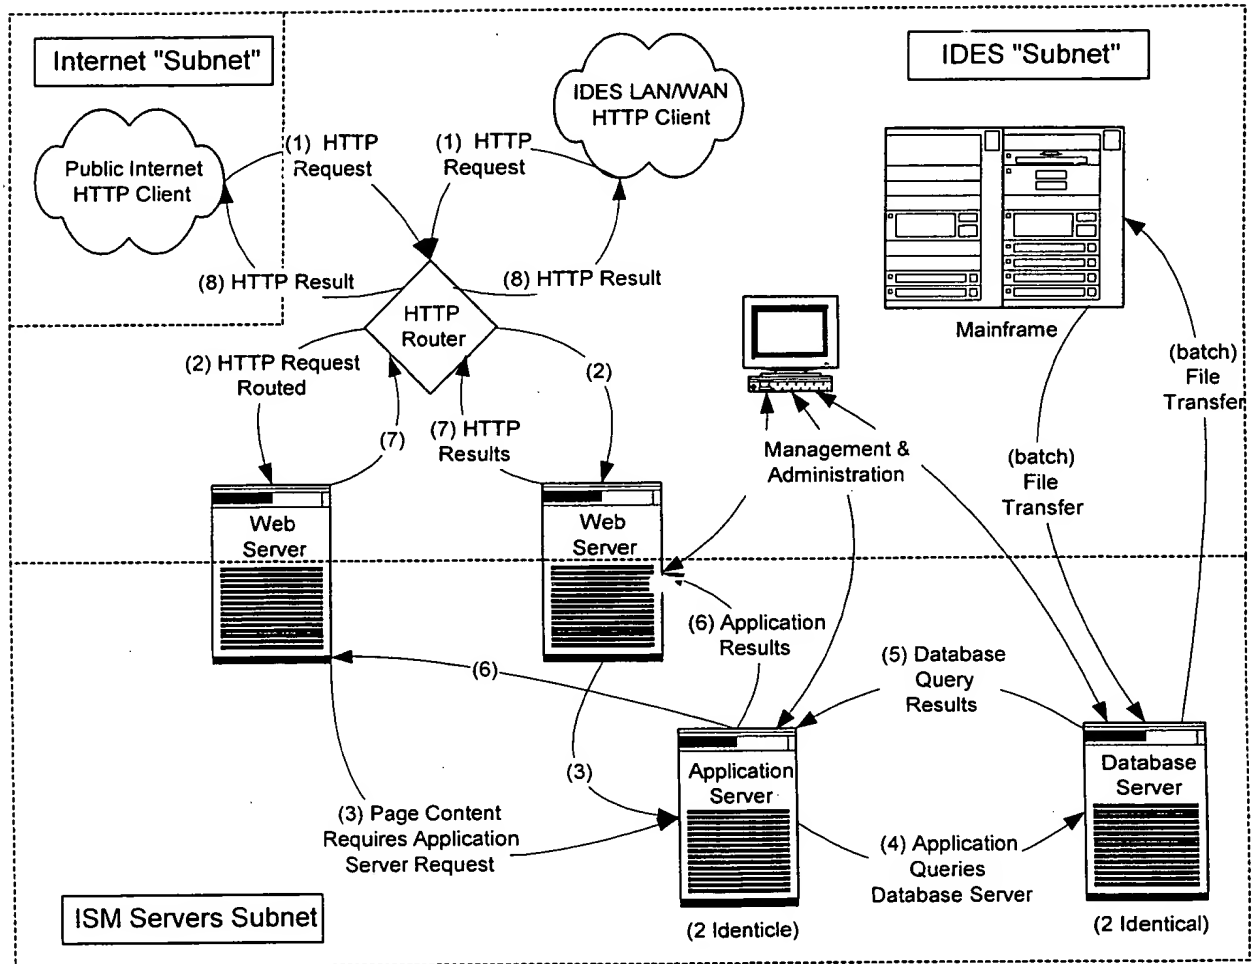 Internet "Subnet"
IDES "Subnet"
IDES LAN/WAN
HTTP Client
Public Internet
HTTP Client
(1) HTTP
Request
(1) HTTP
Request
(8) HTTP Result
(8) HTTP Result
HTTP
Router
Mainframe
(2) HTTP Request
Routed
(2)
(7)
(7) HTTP
Results
Management &
Administration
(batch)
File
Transfer
(batch)
File
Transfer
Web
Server
Web
Server
(6) Application
Results
(6)
(5) Database
Query
Results
(3)
Application
Server
Database
Server
(3) Page Content
Requires Application
Server Request
(4) Application
Queries
Database Server
ISM Servers Subnet
(2 Identicle)
(2 Identical)